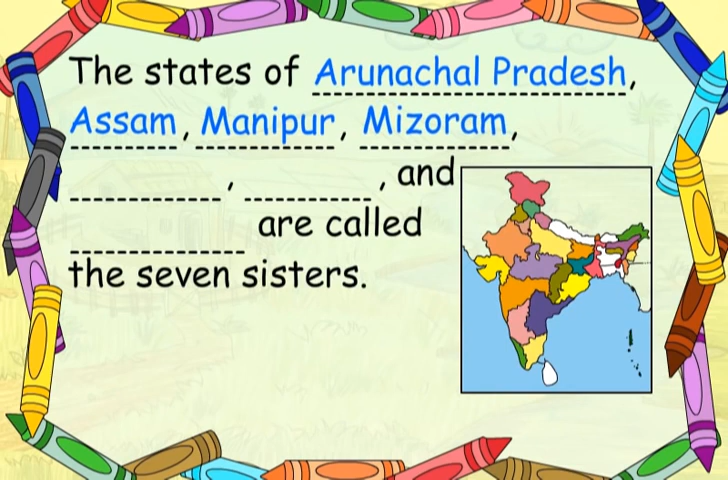 The states of Arunachal Pradesh,
Assam, Manipur, Mizoram,
, , and
are called
the seven sisters.